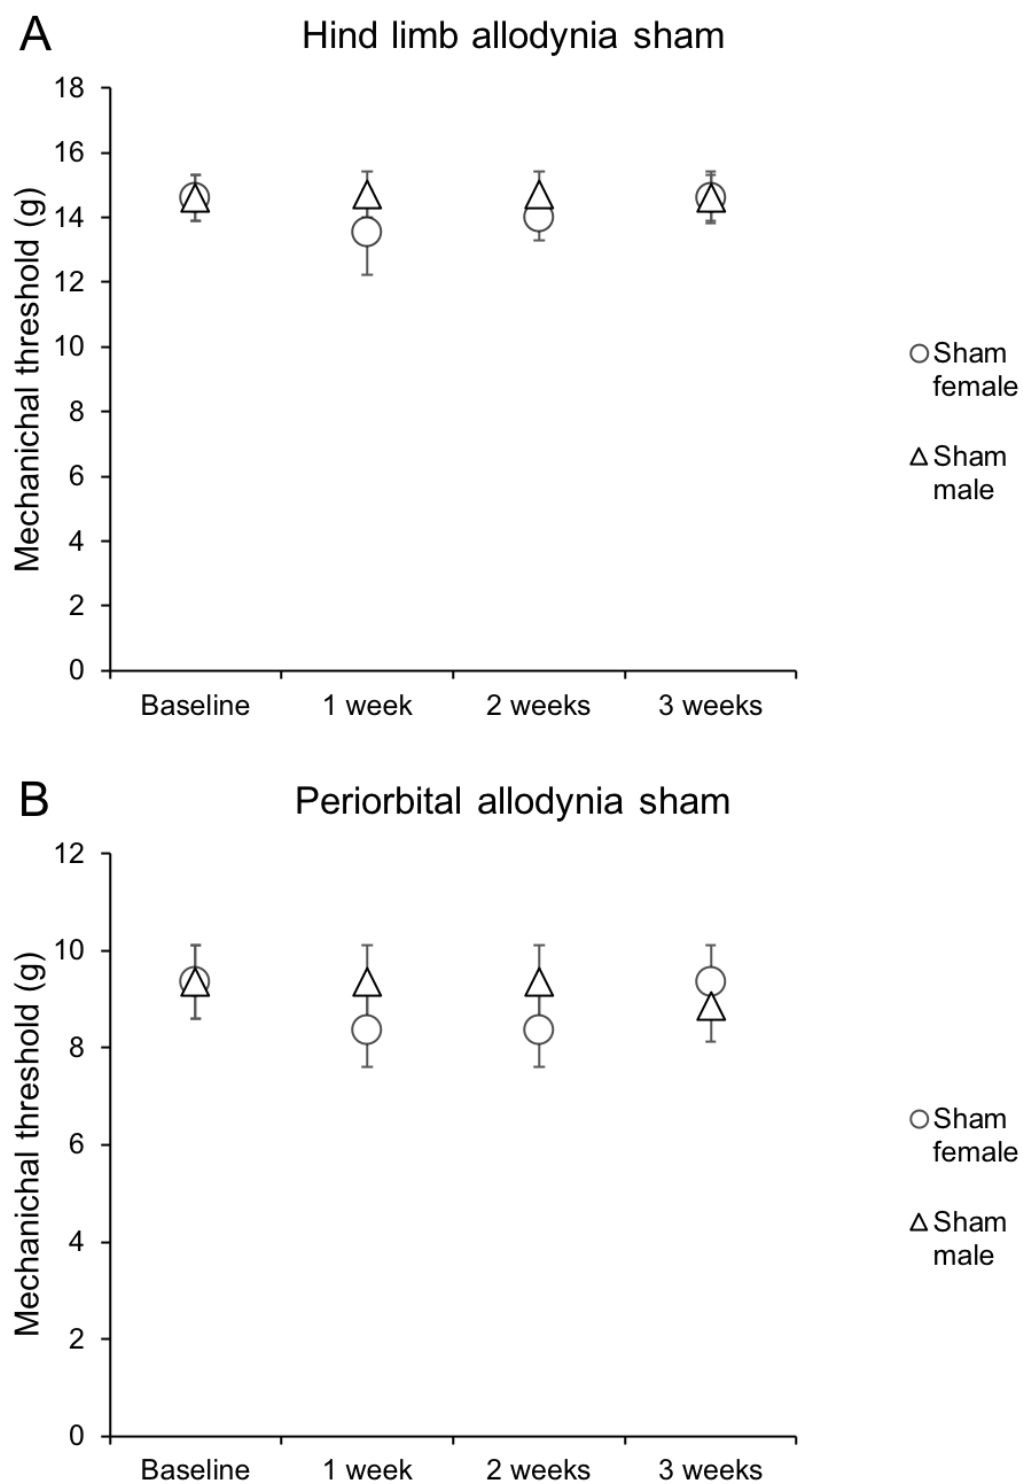 A
Hind limb allodynia sham
Mechanichal threshold (g)
18
16
14
12
10
8
6
4
2
0
Baseline 1 week 2 weeks 3 weeks
Sham
female
Sham
male
B
Periorbital allodynia sham
Mechanichal threshold (g)
12
10
8
6
4
2
0
Baseline 1 week 2 weeks 3 weeks
Sham
female
Sham
male